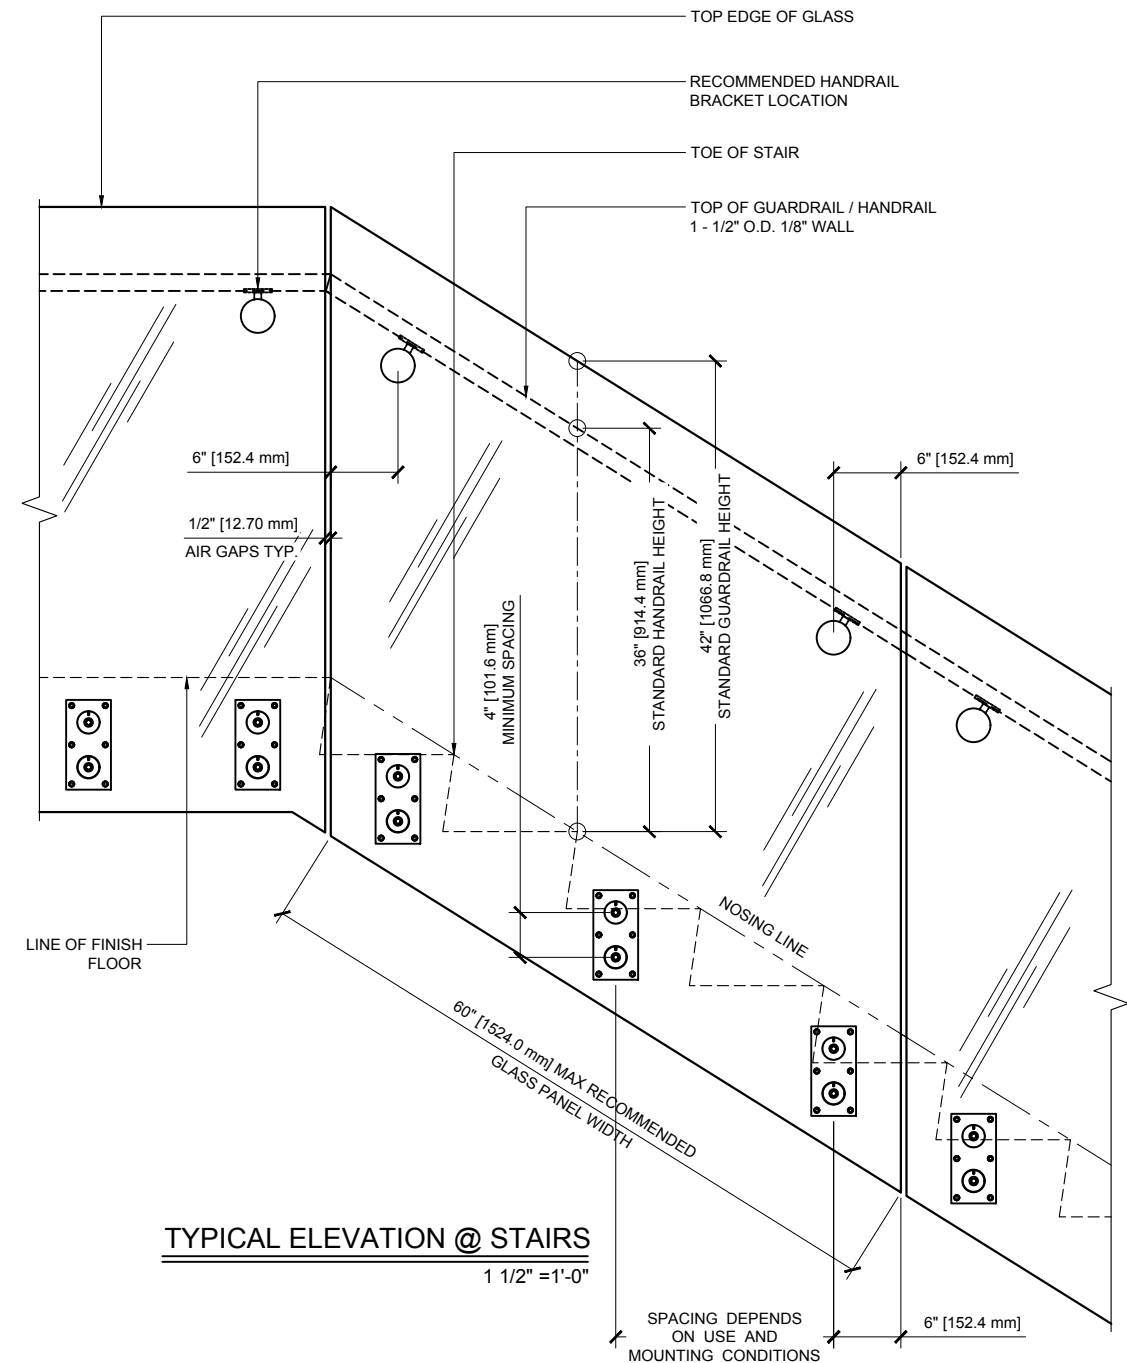 TOP EDGE OF GLASS
RECOMMENDED HANDRAIL
BRACKET LOCATION
TOE OF STAIR
TOP OF GUARDRAIL / HANDRAIL
1 - 1/2" O.D. 1/8" WALL
6" [152.4 mm]
6" [152.4 mm]
1/2" [12.70 mm]
AIR GAPS TYP.
4" [101.6 mm]
MINIMUM SPACING
36" [914.4 mm]
STANDARD HANDRAIL HEIGHT
42" [1066.8 mm]
STANDARD GUARDRAIL HEIGHT
NOSING LINE
LINE OF FINISH
FLOOR
60" [1524.0 mm] MAX RECOMMENDED
GLASS PANEL WIDTH
TYPICAL ELEVATION @ STAIRS
1 1/2" =1'-0"
SPACING DEPENDS
ON USE AND
MOUNTING CONDITIONS
6" [152.4 mm]